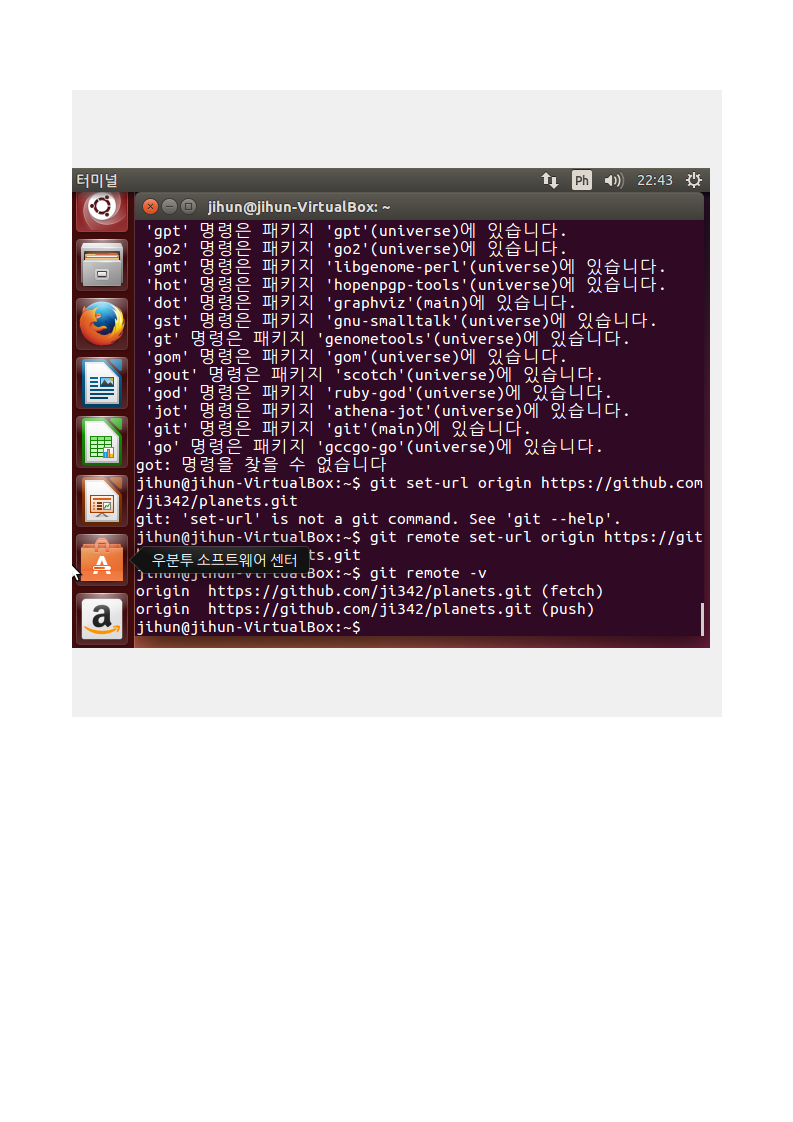 터미널
Ph
22:43
jihun@jihun-VirtualBox: ~
'gpt' 명령은 패키지 'gpt'(universe)에 있습니다.
'go2' 명령은 패키지 'go2'(universe)에 있습니다.
'gmt' 명령은 패키지 'libgenome-perl'(universe)에 있습니다.
'hot' 명령은 패키지 'hopenpgp-tools'(universe)에 있습니다.
'dot' 명령은 패키지 'graphviz'(main)에 있습니다.
'gst' 명령은 패키지 'gnu-smalltalk'(universe)에 있습니다.
'gt' 명령은 패키지 'genometools'(universe)에 있습니다.
'gom' 명령은 패키지 'gom'(universe)에 있습니다.
'gout' 명령은 패키지 'scotch'(universe)에 있습니다.
'god' 명령은 패키지 'ruby-god'(universe)에 있습니다.
'jot' 명령은 패키지 'athena-jot'(universe)에 있습니다.
'git' 명령은 패키지 'git'(main)에 있습니다.
'go' 명령은 패키지 'gccgo-go'(universe)에 있습니다.
got: 명령을 찾을 수 없습니다
jihun@jihun-VirtualBox:~$ git set-url origin https://github.com
/ji342/planets.git
git: 'set-url' is not a git command. See 'git --help'.
jihun@jihun-VirtualBox:~$ git remote set-url origin https://git
ts.git
우분투 소프트웨어 센터
jihun@jihun-VirtualBox:~$ git remote -v
origin  https://github.com/ji342/planets.git (fetch)
origin  https://github.com/ji342/planets.git (push)
jihun@jihun-VirtualBox:~$